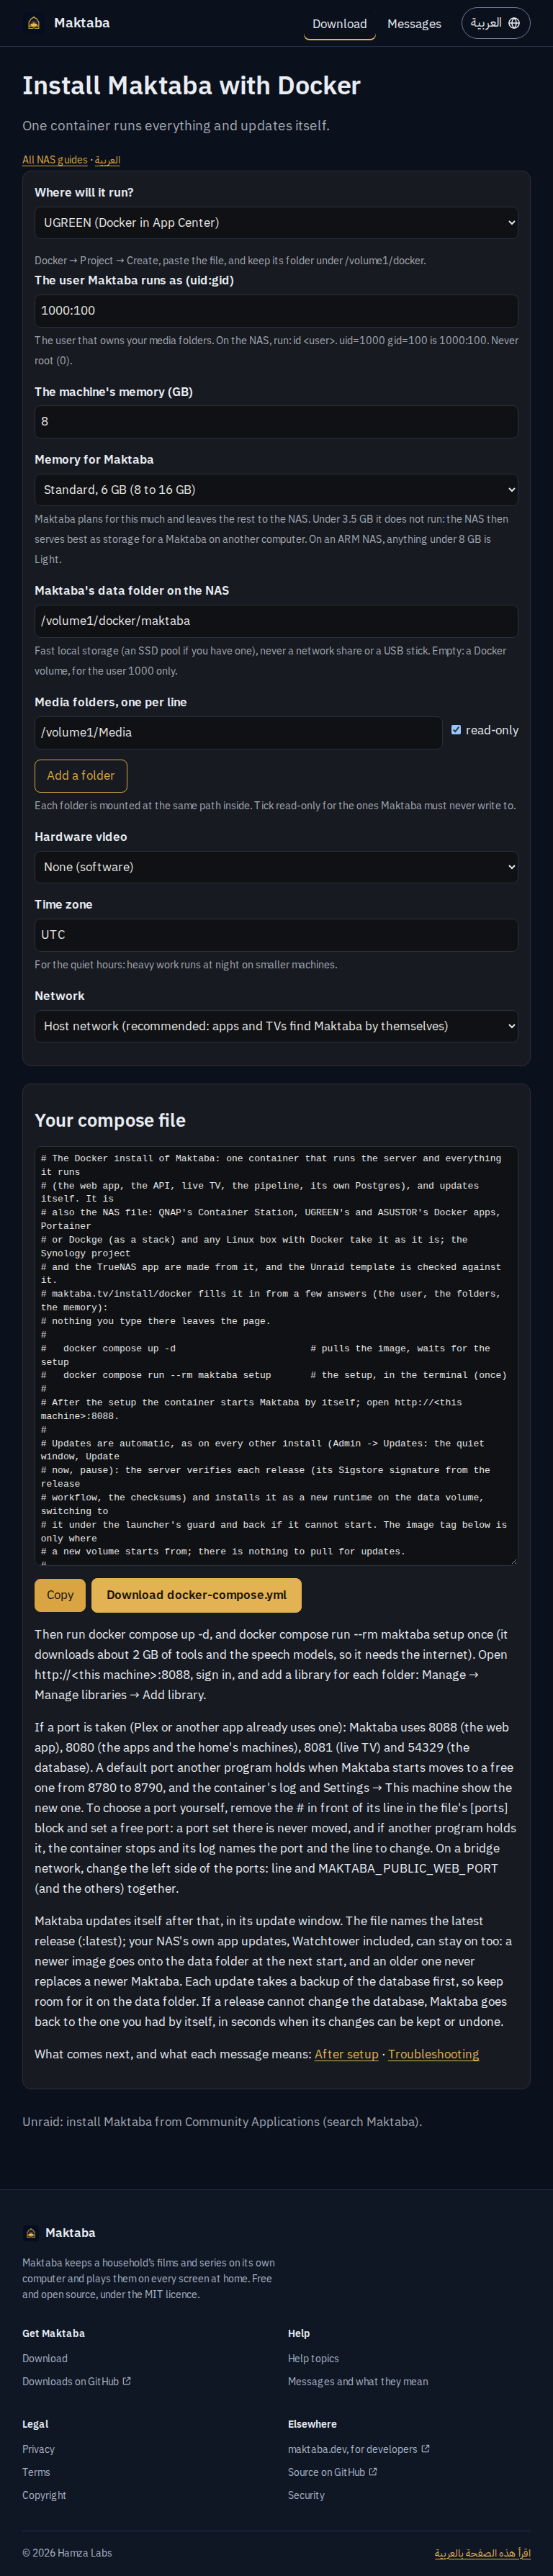 Maktaba
Download
Messages
العربية
Install Maktaba with Docker
One container runs everything and updates itself.
All NAS guides · العربية
Where will it run?
UGREEN (Docker in App Center)
Docker → Project → Create, paste the file, and keep its folder under /volume1/docker.
The user Maktaba runs as (uid:gid)
1000:100
The user that owns your media folders. On the NAS, run: id <user>. uid=1000 gid=100 is 1000:100. Never
root (0).
The machine's memory (GB)
8
Memory for Maktaba
Standard, 6 GB (8 to 16 GB)
Maktaba plans for this much and leaves the rest to the NAS. Under 3.5 GB it does not run: the NAS then
serves best as storage for a Maktaba on another computer. On an ARM NAS, anything under 8 GB is
Light.
Maktaba's data folder on the NAS
/volume1/docker/maktaba
Fast local storage (an SSD pool if you have one), never a network share or a USB stick. Empty: a Docker
volume, for the user 1000 only.
Media folders, one per line
/volume1/Media
read-only
Add a folder
Each folder is mounted at the same path inside. Tick read-only for the ones Maktaba must never write to.
Hardware video
None (software)
Time zone
UTC
For the quiet hours: heavy work runs at night on smaller machines.
Network
Host network (recommended: apps and TVs find Maktaba by themselves)
Your compose file
# The Docker install of Maktaba: one container that runs the server and everything
it runs
# (the web app, the API, live TV, the pipeline, its own Postgres), and updates
itself. It is
# also the NAS file: QNAP's Container Station, UGREEN's and ASUSTOR's Docker apps,
Portainer
# or Dockge (as a stack) and any Linux box with Docker take it as it is; the
Synology project
# and the TrueNAS app are made from it, and the Unraid template is checked against
it.
# maktaba.tv/install/docker fills it in from a few answers (the user, the folders,
the memory):
# nothing you type there leaves the page.
#
#   docker compose up -d                         # pulls the image, waits for the
setup
#   docker compose run --rm maktaba setup       # the setup, in the terminal (once)
#
# After the setup the container starts Maktaba by itself; open http://<this
machine>:8088.
#
# Updates are automatic, as on every other install (Admin -> Updates: the quiet
window, Update
# now, pause): the server verifies each release (its Sigstore signature from the
release
# workflow, the checksums) and installs it as a new runtime on the data volume,
switching to
# it under the launcher's guard and back if it cannot start. The image tag below is
only where
# a new volume starts from; there is nothing to pull for updates.
#
Copy
Download docker-compose.yml
Then run docker compose up -d, and docker compose run --rm maktaba setup once (it
downloads about 2 GB of tools and the speech models, so it needs the internet). Open
http://<this machine>:8088, sign in, and add a library for each folder: Manage →
Manage libraries → Add library.
If a port is taken (Plex or another app already uses one): Maktaba uses 8088 (the web
app), 8080 (the apps and the home's machines), 8081 (live TV) and 54329 (the
database). A default port another program holds when Maktaba starts moves to a free
one from 8780 to 8790, and the container's log and Settings → This machine show the
new one. To choose a port yourself, remove the # in front of its line in the file's [ports]
block and set a free port: a port set there is never moved, and if another program holds
it, the container stops and its log names the port and the line to change. On a bridge
network, change the left side of the ports: line and MAKTABA_PUBLIC_WEB_PORT
(and the others) together.
Maktaba updates itself after that, in its update window. The file names the latest
release (:latest); your NAS's own app updates, Watchtower included, can stay on too: a
newer image goes onto the data folder at the next start, and an older one never
replaces a newer Maktaba. Each update takes a backup of the database first, so keep
room for it on the data folder. If a release cannot change the database, Maktaba goes
back to the one you had by itself, in seconds when its changes can be kept or undone.
What comes next, and what each message means: After setup · Troubleshooting
Unraid: install Maktaba from Community Applications (search Maktaba).
Maktaba
Maktaba keeps a household's films and series on its own
computer and plays them on every screen at home. Free
and open source, under the MIT licence.
Get Maktaba
Download
Downloads on GitHub
Help
Help topics
Messages and what they mean
Legal
Privacy
Terms
Copyright
Elsewhere
maktaba.dev, for developers
Source on GitHub
Security
© 2026 Hamza Labs
اقرأ هذه الصفحة بالعربية